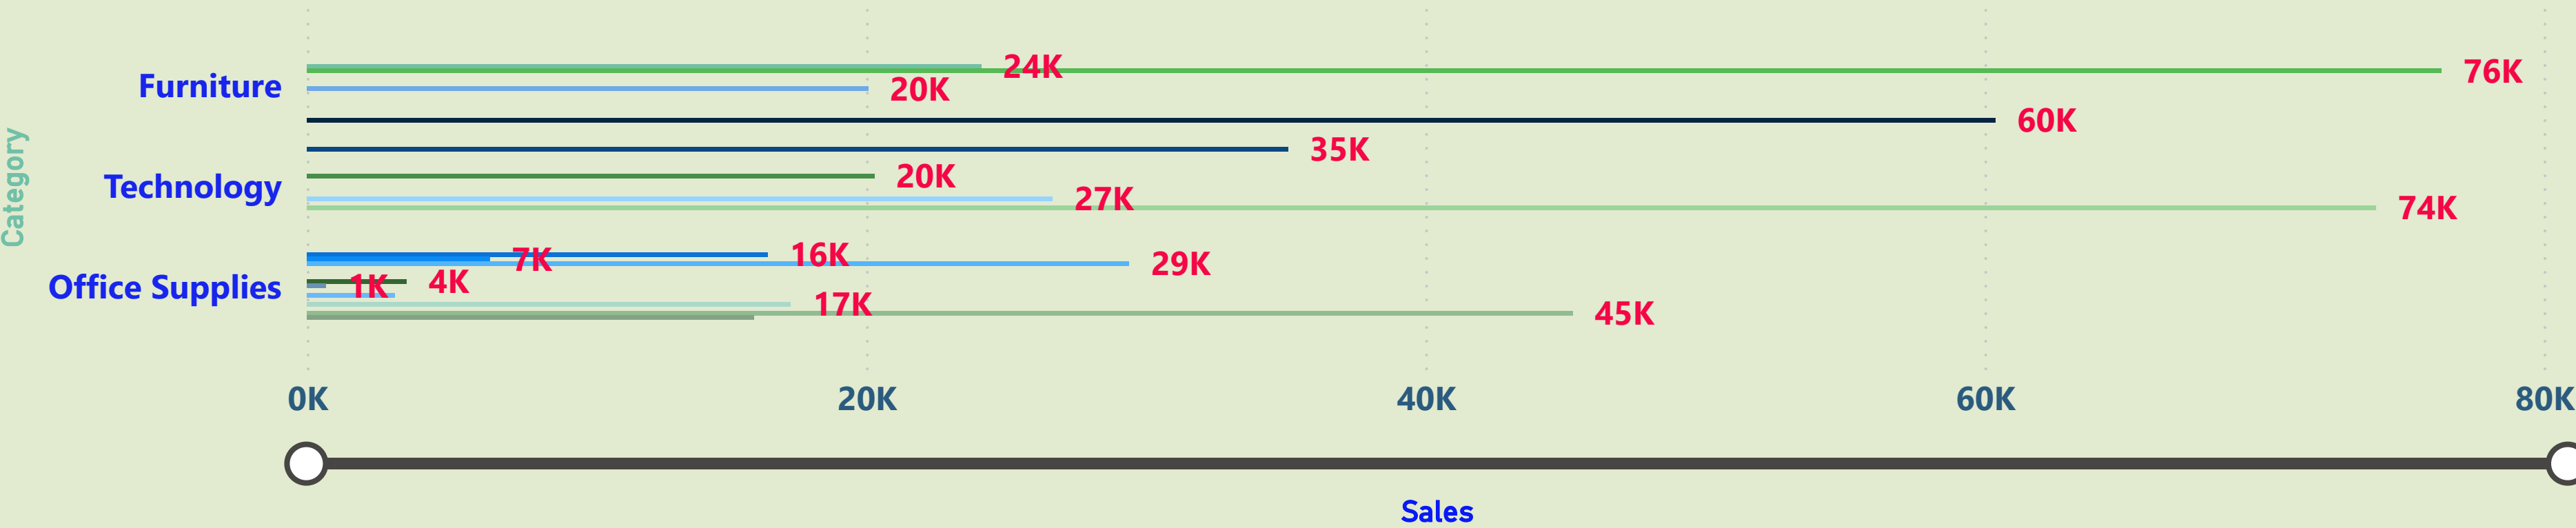 Category
Furniture
24K
76K
20K
60K
35K
Technology
20K
27K
74K
16K
7K
29K
Office Supplies
4K
1K
17K
45K
0K 20K 40K 60K 80K
Sales